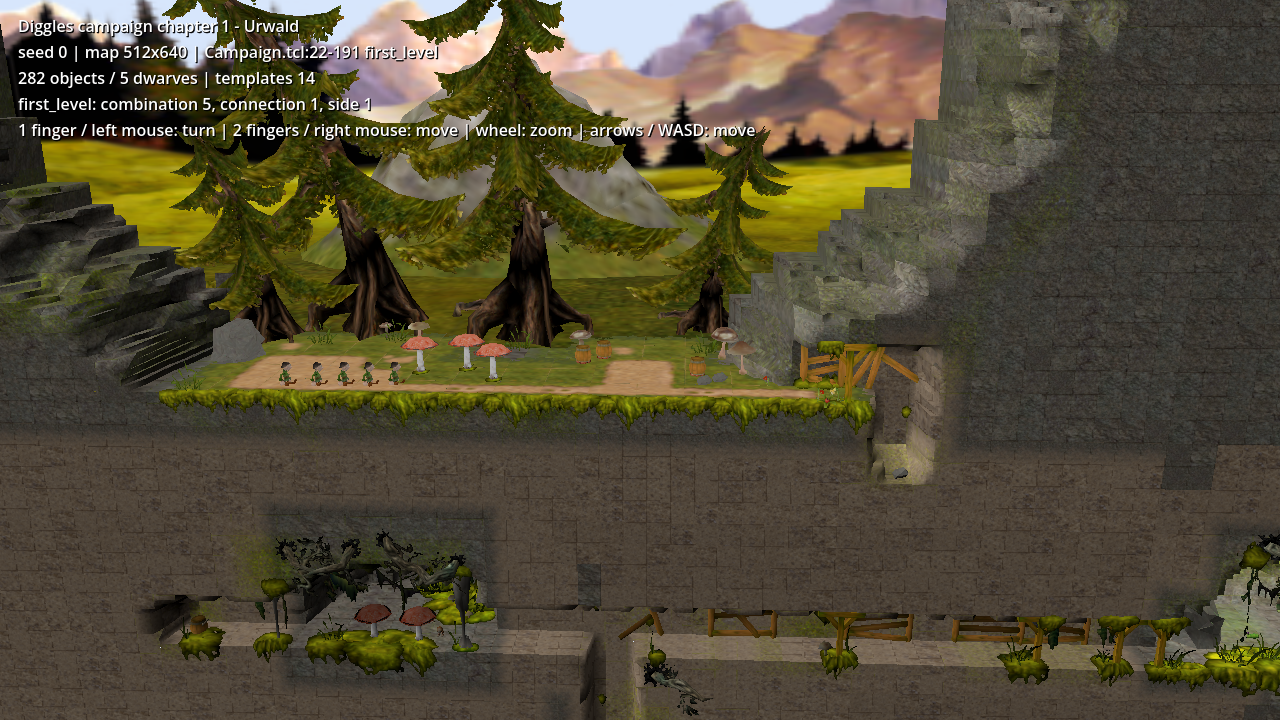 Diggles campaign chapter 1 - Urwald
seed 0 | map 512x640 | Campaign.tcl:22-191 first_level
282 objects / 5 dwarves | templates 14
first_level: combination 5, connection 1, side 1
1 finger / left mouse: turn | 2 fingers / right mouse: move | wheel: zoom | arrows / WASD: move